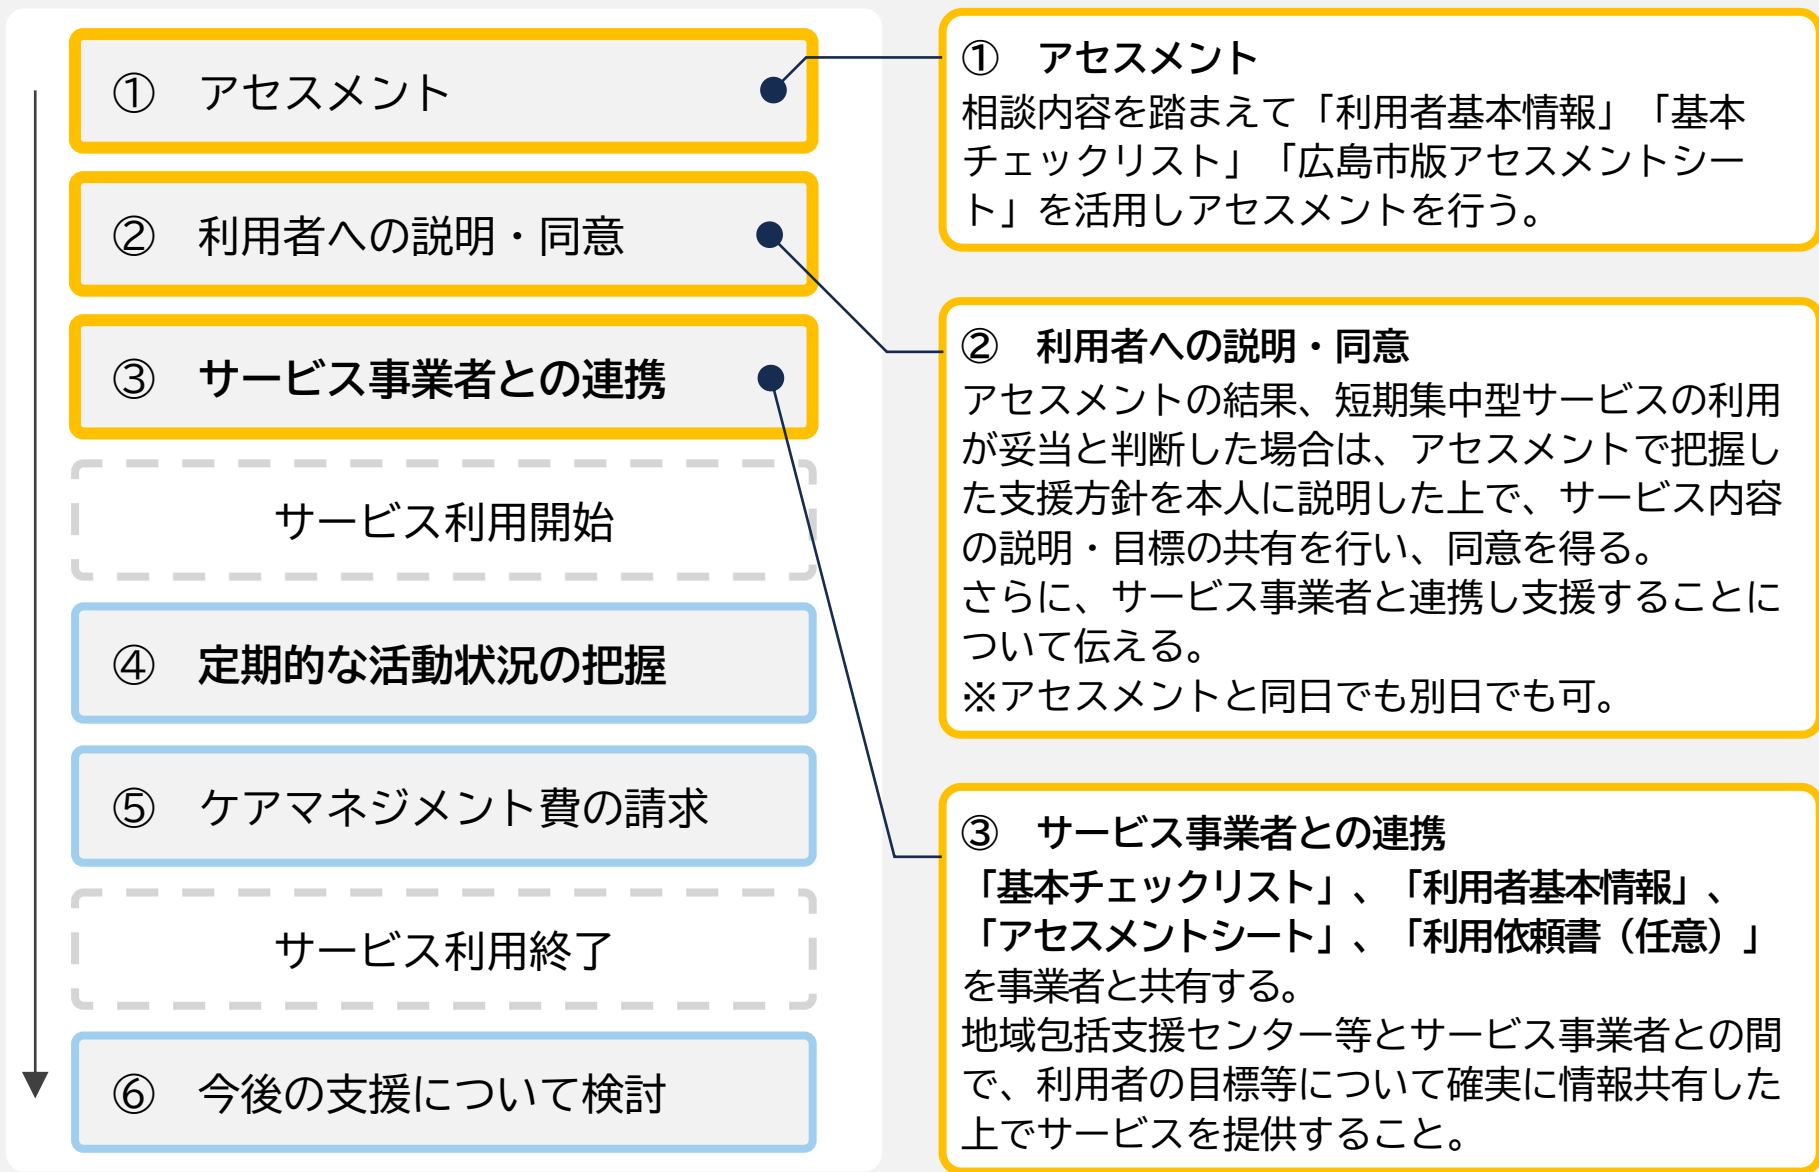 ①　アセスメント
②　利用者への説明・同意
③　サービス事業者との連携
サービス利用開始
④　定期的な活動状況の把握
⑤　ケアマネジメント費の請求
サービス利用終了
⑥　今後の支援について検討
①　アセスメント
相談内容を踏まえて「利用者基本情報」「基本
チェックリスト」「広島市版アセスメントシー
ト」を活用しアセスメントを行う。
②　利用者への説明・同意
アセスメントの結果、短期集中型サービスの利用
が妥当と判断した場合は、アセスメントで把握し
た支援方針を本人に説明した上で、サービス内容
の説明・目標の共有を行い、同意を得る。
さらに、サービス事業者と連携し支援することに
ついて伝える。
※アセスメントと同日でも別日でも可。
③　サービス事業者との連携
「基本チェックリスト」、「利用者基本情報」、
「アセスメントシート」、「利用依頼書（任意）」
を事業者と共有する。
地域包括支援センター等とサービス事業者との間
で、利用者の目標等について確実に情報共有した
上でサービスを提供すること。